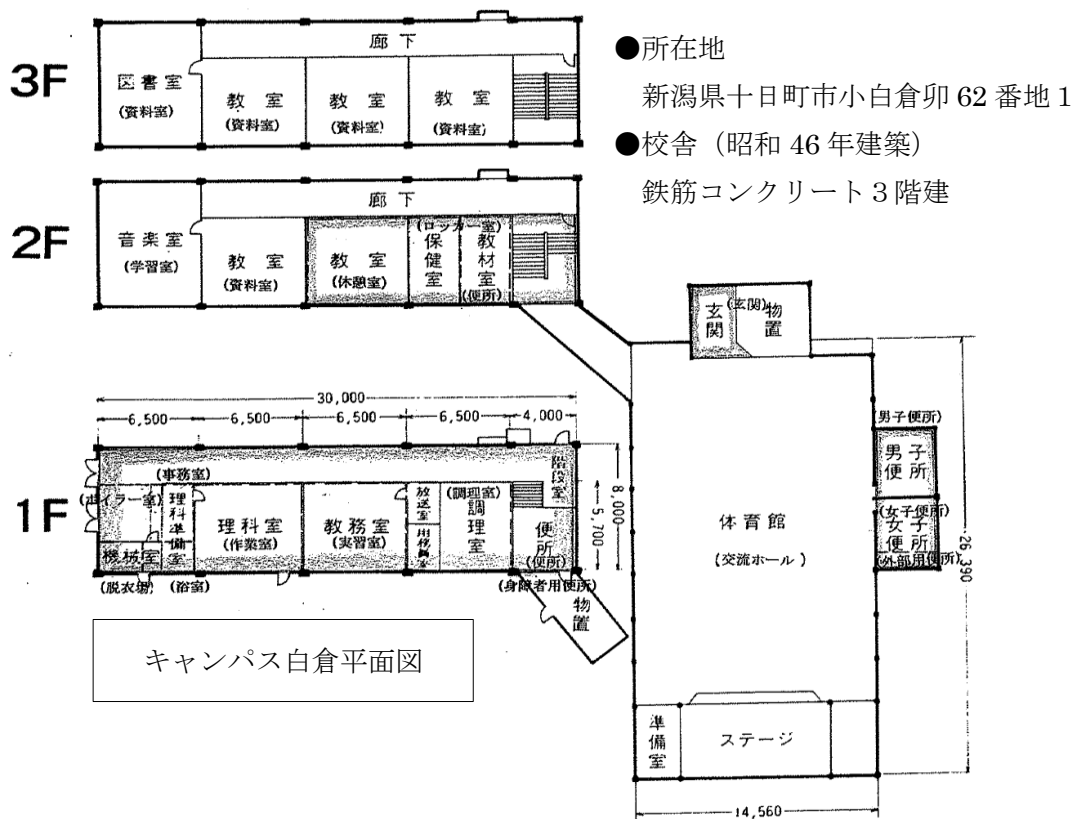 ●所在地
新潟県十日町市小白倉卯 62 番地 1
●校舎（昭和 46 年建築）
鉄筋コンクリート３階建
3F
廊 下
図 書 室
(資料室)
教 室
(資料室)
教 室
(資料室)
教 室
(資料室)
2F
廊 下
音 楽 室
(学習室)
教 室
(資料室)
教 室
(休憩室)
(ロッカー室)
保健室
教材室
(便所)
玄関
(玄関)
物置
30,000
6,500
6,500
6,500
6,500
4,000
1F
(事務室)
階段室
8,000
5,700
(ボイラー室)
理科準備室
機械室
理 科 室
(作業室)
教 務 室
(実習室)
放送室
(調理室)
調理室
便所
(便所)
(脱衣場)
(浴室)
(身障者用便所)
物置
体 育 館
(交流ホール)
(男子便所)
男 子
便 所
(女子便所)
女 子
便 所
(外部用便所)
26,390
準備室
ステージ
14,560
キャンパス白倉平面図